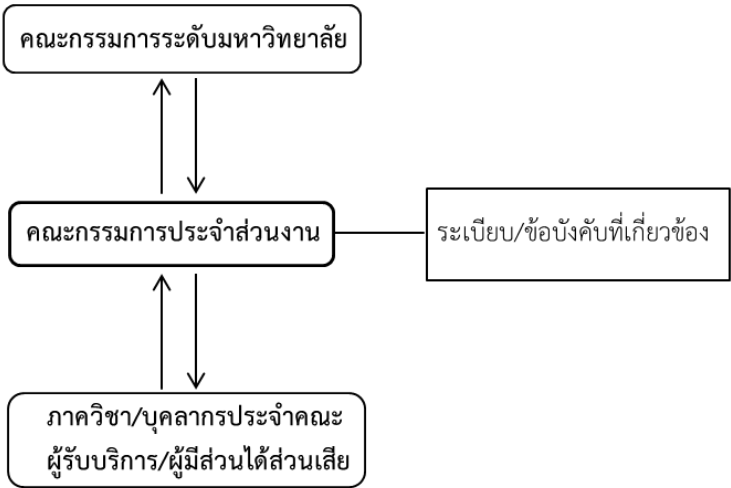 คณะกรรมการระดับมหาวิทยาลัย
คณะกรรมการประจำส่วนงาน
ระเบียบ/ข้อบังคับที่เกี่ยวข้อง
ภาควิชา/บุคลากรประจำคณะ
ผู้รับบริการ/ผู้มีส่วนได้ส่วนเสีย